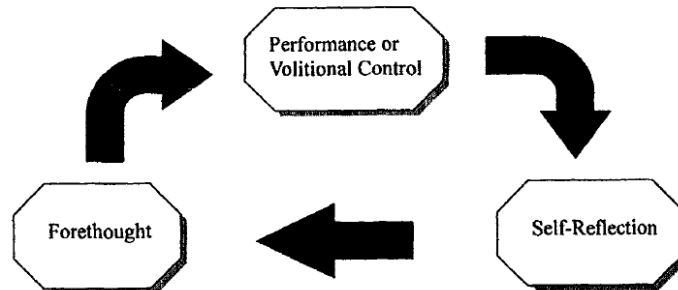 Performance or
Volitional Control
Forethought
Self-Reflection